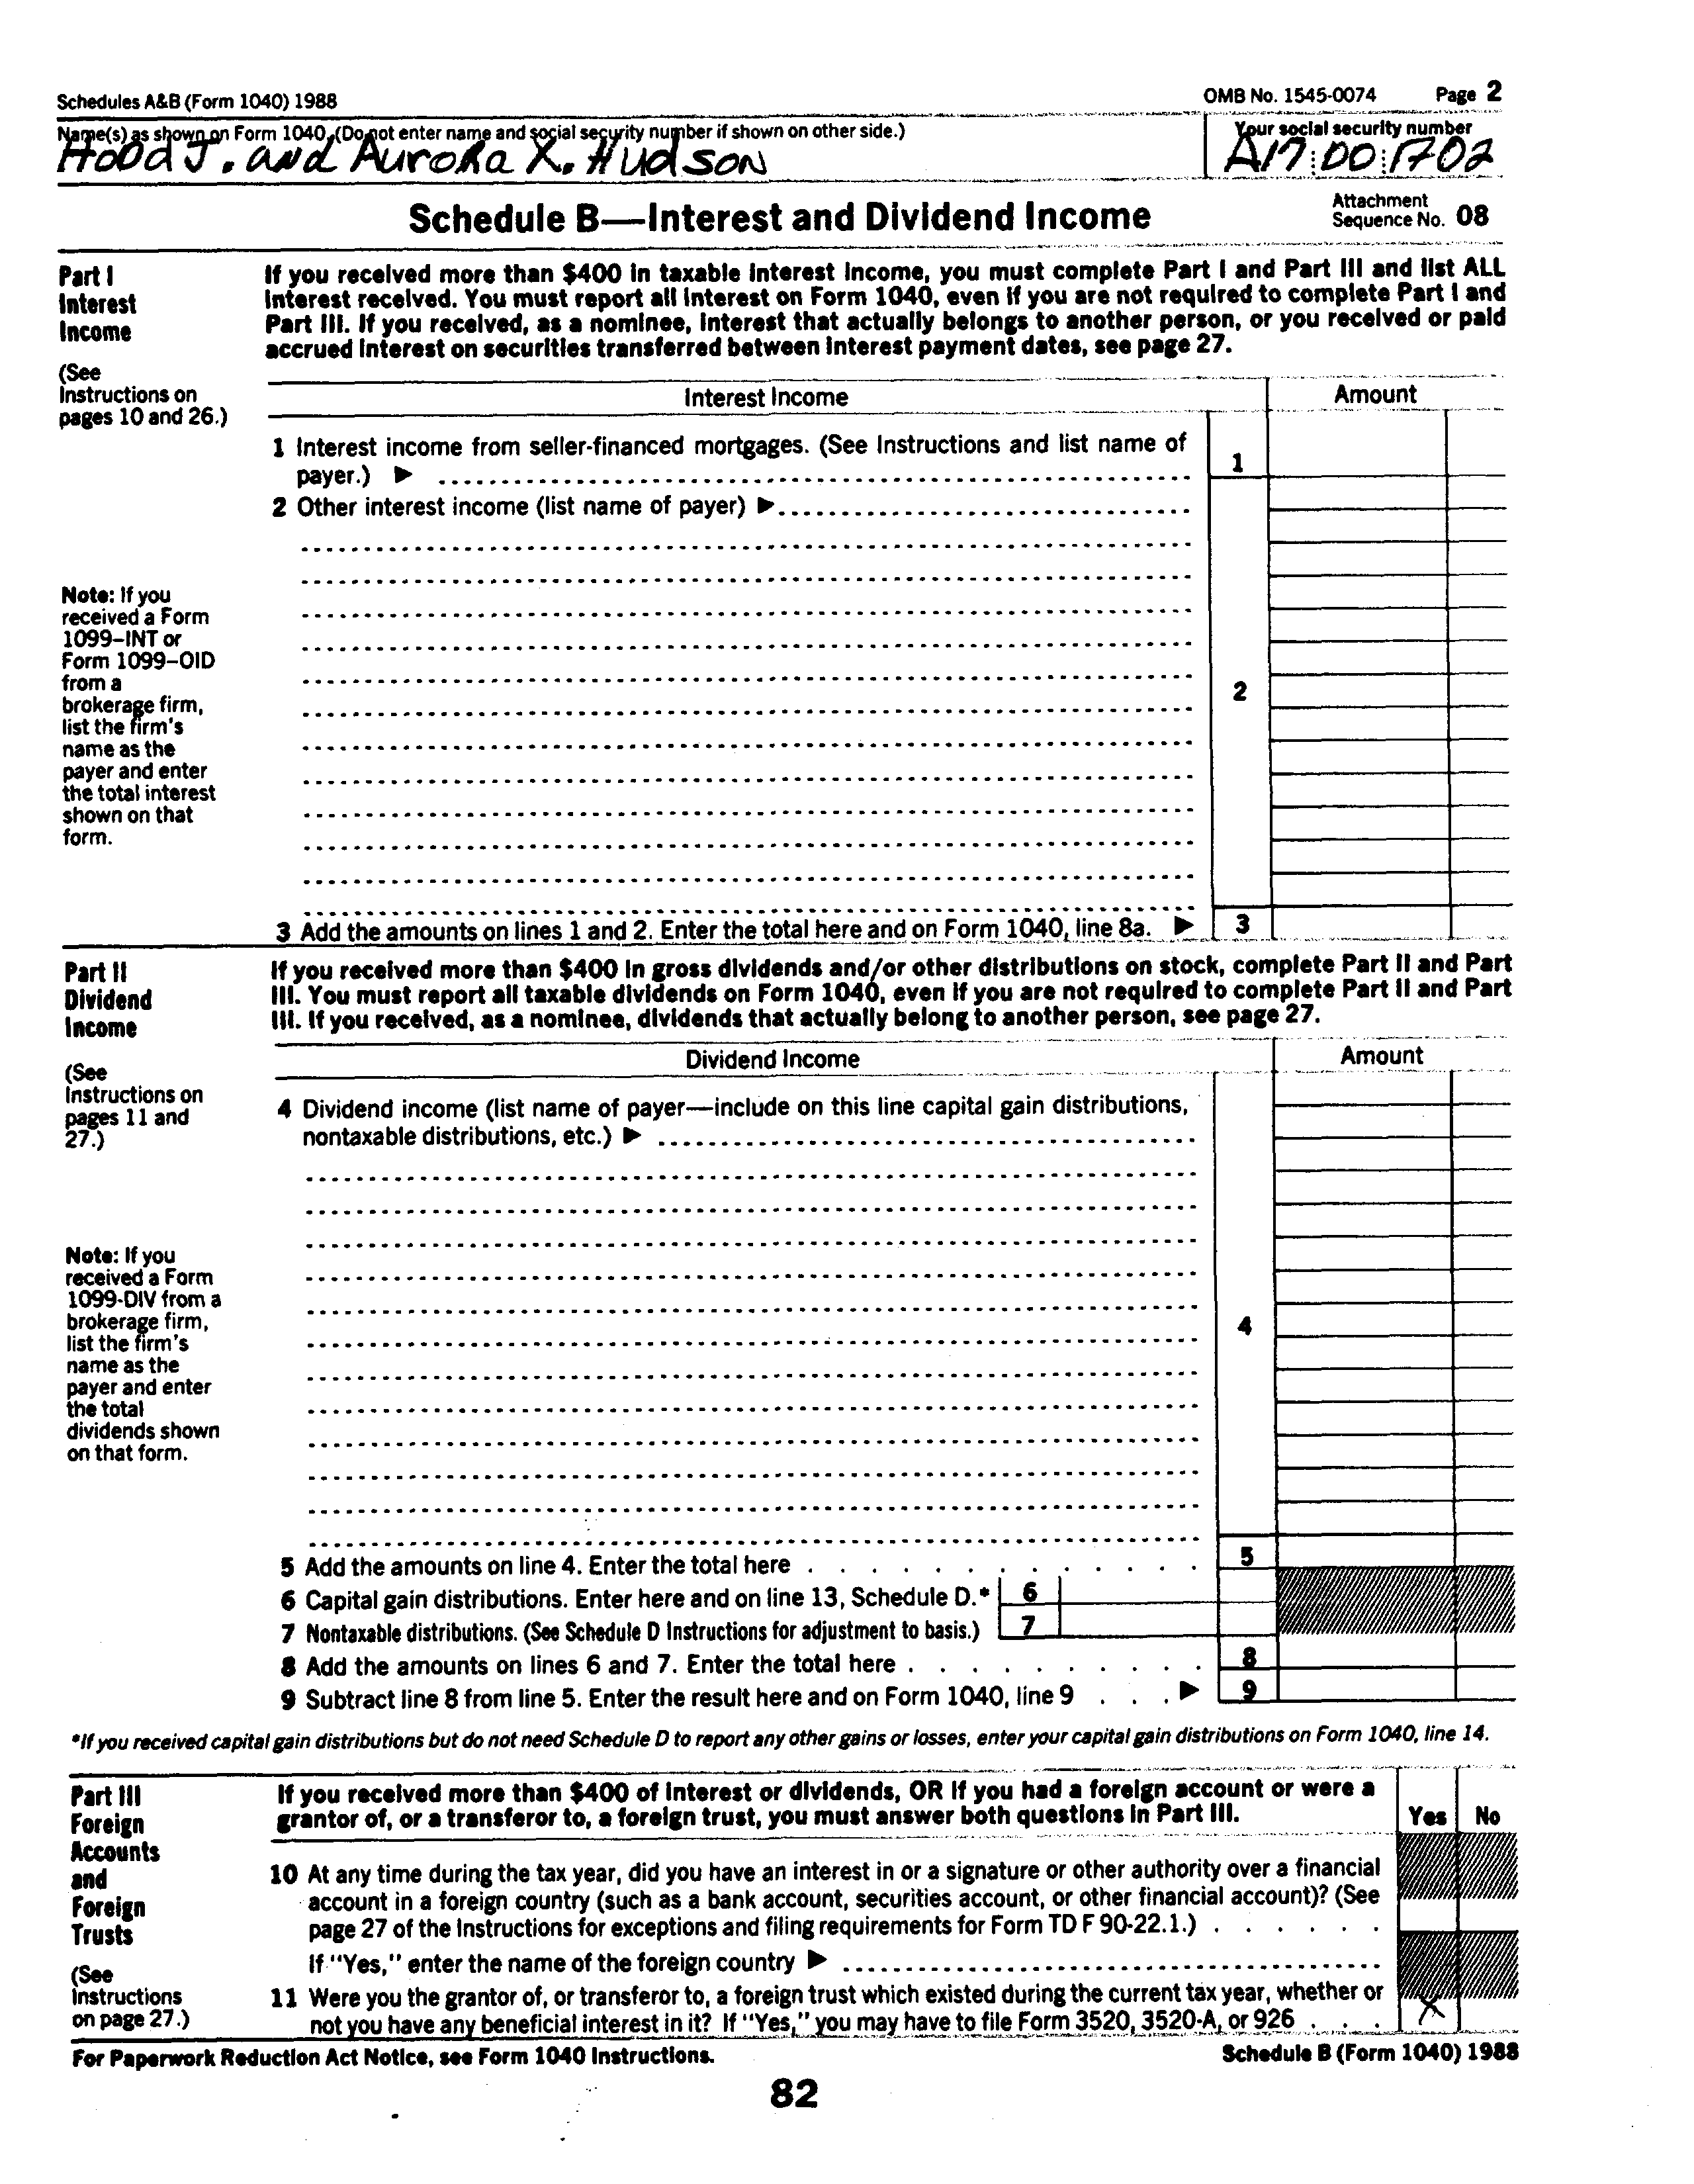 Schedules A&B (Form 1040) 1988 OMB No. 1545-0074 Page 2
Name(s) as shown on Form 1040. (Do not enter name and social security number if shown on other side.) Your social security number
Hood J. and Aurora X. Hudson A17 00 1702
Schedule B—Interest and Dividend Income
Attachment
Sequence No. 08
Part I
Interest
Income
(See
Instructions on
pages 10 and 26.)
If you received more than $400 in taxable interest income, you must complete Part I and Part III and list ALL
interest received. You must report all interest on Form 1040, even if you are not required to complete Part I and
Part III. If you received, as a nominee, interest that actually belongs to another person, or you received or paid
accrued interest on securities transferred between interest payment dates, see page 27.
Interest Income Amount
1 Interest income from seller-financed mortgages. (See Instructions and list name of
payer.) ▶ 1
2 Other interest income (list name of payer) ▶
Note: If you
received a Form
1099–INT or
Form 1099–OID
from a
brokerage firm,
list the firm's
name as the
payer and enter
the total interest
shown on that
form.
2
3 Add the amounts on lines 1 and 2. Enter the total here and on Form 1040, line 8a. ▶ 3
Part II
Dividend
Income
(See
Instructions on
pages 11 and
27.)
If you received more than $400 in gross dividends and/or other distributions on stock, complete Part II and Part
III. You must report all taxable dividends on Form 1040, even if you are not required to complete Part II and Part
III. If you received, as a nominee, dividends that actually belong to another person, see page 27.
Dividend Income Amount
4 Dividend income (list name of payer—include on this line capital gain distributions,
nontaxable distributions, etc.) ▶
Note: If you
received a Form
1099-DIV from a
brokerage firm,
list the firm's
name as the
payer and enter
the total
dividends shown
on that form.
4
5 Add the amounts on line 4. Enter the total here 5
6 Capital gain distributions. Enter here and on line 13, Schedule D.* 6
7 Nontaxable distributions. (See Schedule D Instructions for adjustment to basis.) 7
8 Add the amounts on lines 6 and 7. Enter the total here 8
9 Subtract line 8 from line 5. Enter the result here and on Form 1040, line 9 ▶ 9
*If you received capital gain distributions but do not need Schedule D to report any other gains or losses, enter your capital gain distributions on Form 1040, line 14.
Part III
Foreign
Accounts
and
Foreign
Trusts
(See
Instructions
on page 27.)
If you received more than $400 of interest or dividends, OR if you had a foreign account or were a
grantor of, or a transferor to, a foreign trust, you must answer both questions in Part III. Yes No
10 At any time during the tax year, did you have an interest in or a signature or other authority over a financial
account in a foreign country (such as a bank account, securities account, or other financial account)? (See
page 27 of the Instructions for exceptions and filing requirements for Form TD F 90-22.1.)
If "Yes," enter the name of the foreign country ▶
11 Were you the grantor of, or transferor to, a foreign trust which existed during the current tax year, whether or
not you have any beneficial interest in it? If "Yes," you may have to file Form 3520, 3520-A, or 926 X
For Paperwork Reduction Act Notice, see Form 1040 Instructions. Schedule B (Form 1040) 1988
82